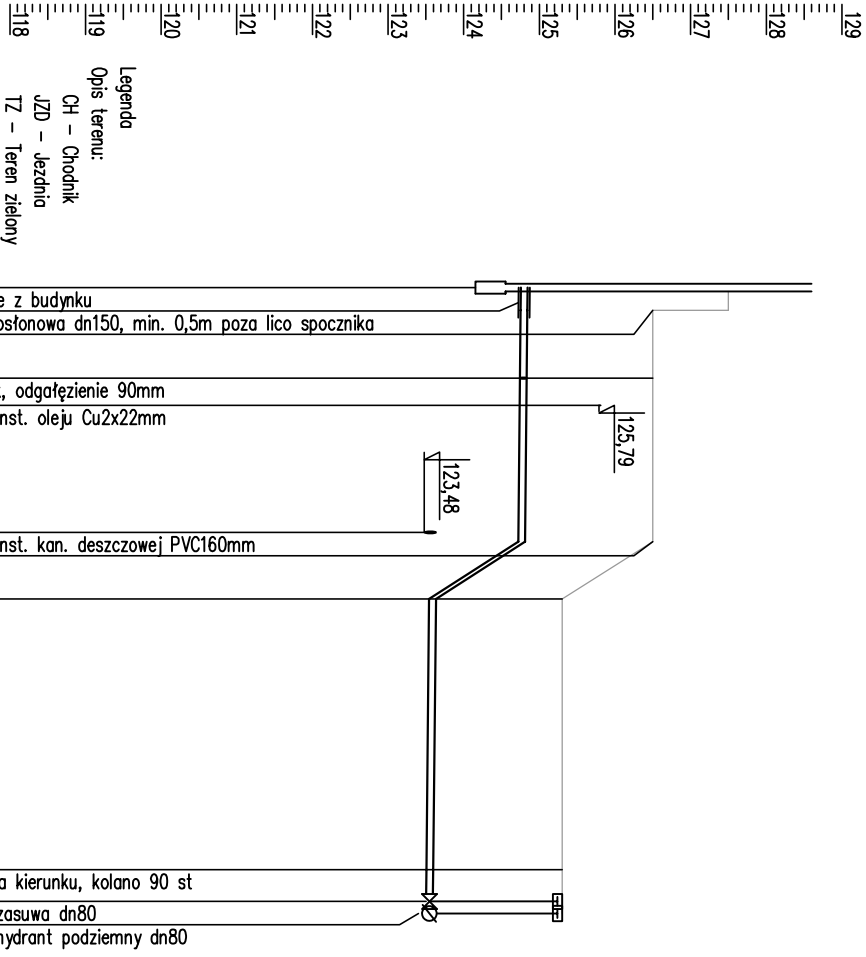 118
119
120
121
122
123
124
125
126
127
128
129
Legenda
Opis terenu:
CH - Chodnik
JZD - Jezdnia
TZ - Teren zielony
e z budynku
osłonowa dn150, min. 0,5m poza lico spocznika
, odgałęzienie 90mm
nst. oleju Cu2x22mm
125,79
123,48
nst. kan. deszczowej PVC160mm
a kierunku, kolano 90 st
zasuwa dn80
hydrant podziemny dn80